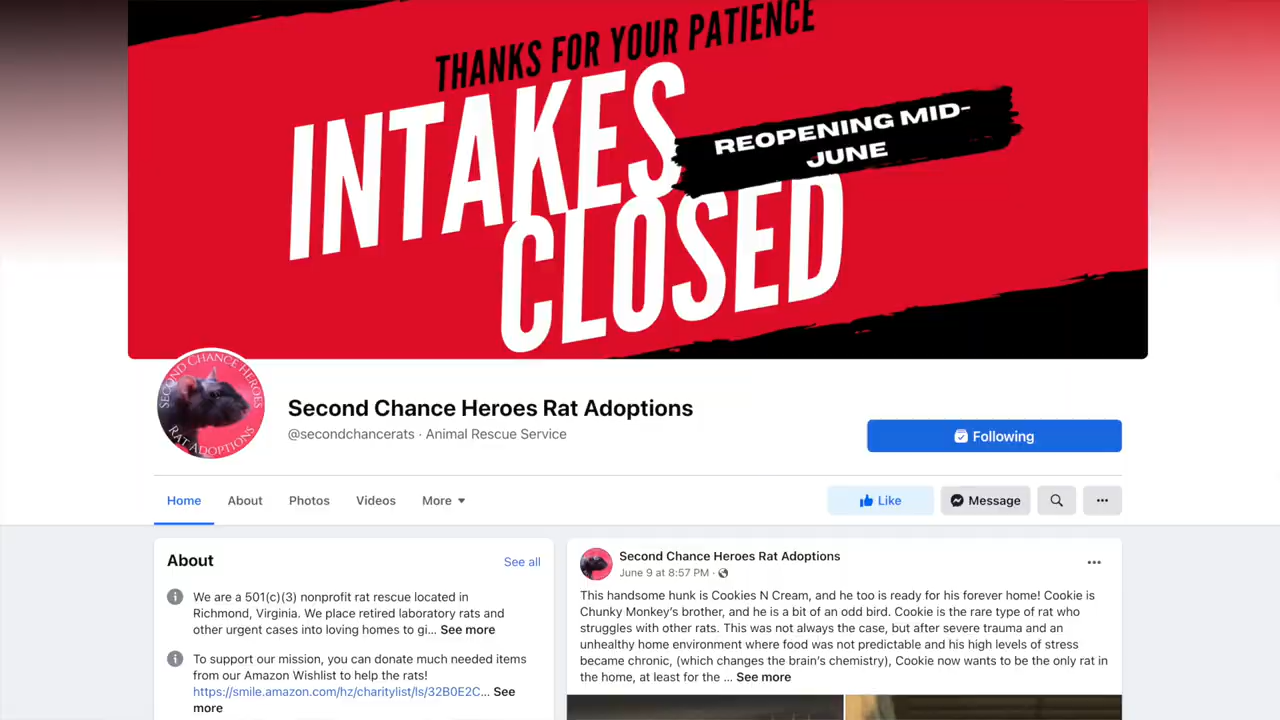 THANKS FOR YOUR PATIENCE
INTAKES
CLOSED
REOPENING MID-
JUNE
SECOND CHANCE HEROES
RAT ADOPTIONS
Second Chance Heroes Rat Adoptions
@secondchancerats · Animal Rescue Service
Following
Home About Photos Videos More
Like Message
About
See all
We are a 501(c)(3) nonprofit rat rescue located in
Richmond, Virginia. We place retired laboratory rats and
other urgent cases into loving homes to gi... See more
To support our mission, you can donate much needed items
from our Amazon Wishlist to help the rats!
https://smile.amazon.com/hz/charitylist/ls/32B0E2C... See
more
Second Chance Heroes Rat Adoptions
June 9 at 8:57 PM ·
This handsome hunk is Cookies N Cream, and he too is ready for his forever home! Cookie is
Chunky Monkey's brother, and he is a bit of an odd bird. Cookie is the rare type of rat who
struggles with other rats. This was not always the case, but after severe trauma and an
unhealthy home environment where food was not predictable and his high levels of stress
became chronic, (which changes the brain's chemistry), Cookie now wants to be the only rat in
the home, at least for the ... See more